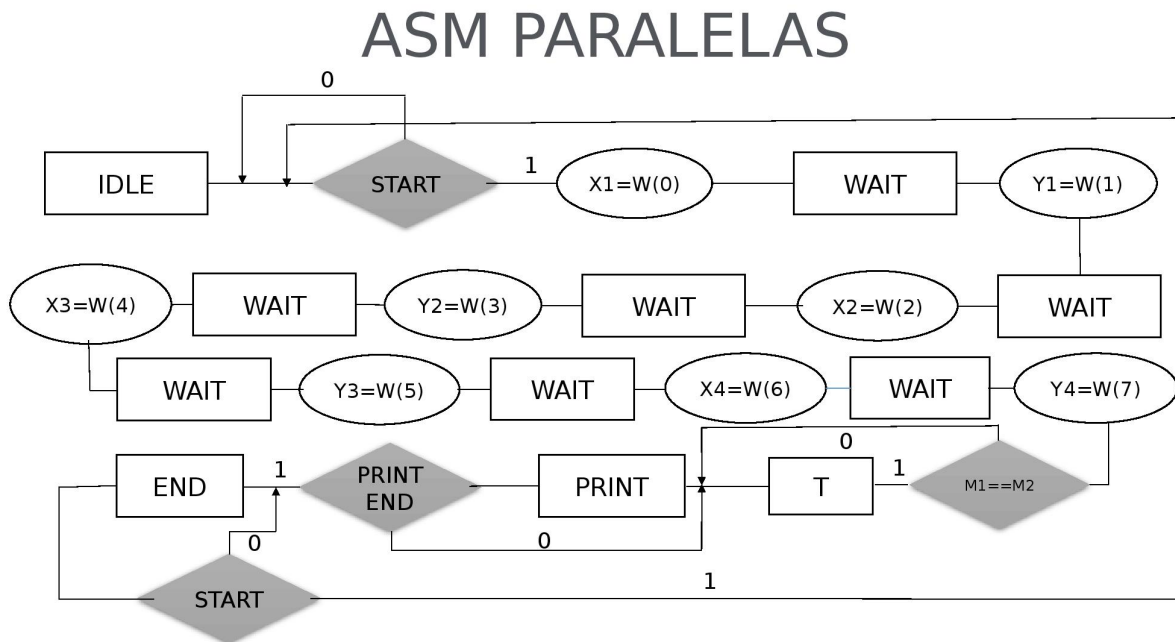 ASM PARALELAS
0
IDLE
START
1
X1=W(0)
WAIT
Y1=W(1)
X3=W(4)
WAIT
Y2=W(3)
WAIT
X2=W(2)
WAIT
WAIT
Y3=W(5)
WAIT
X4=W(6)
WAIT
Y4=W(7)
END
1
PRINT
END
PRINT
0
T
1
M1==M2
0
0
START
1